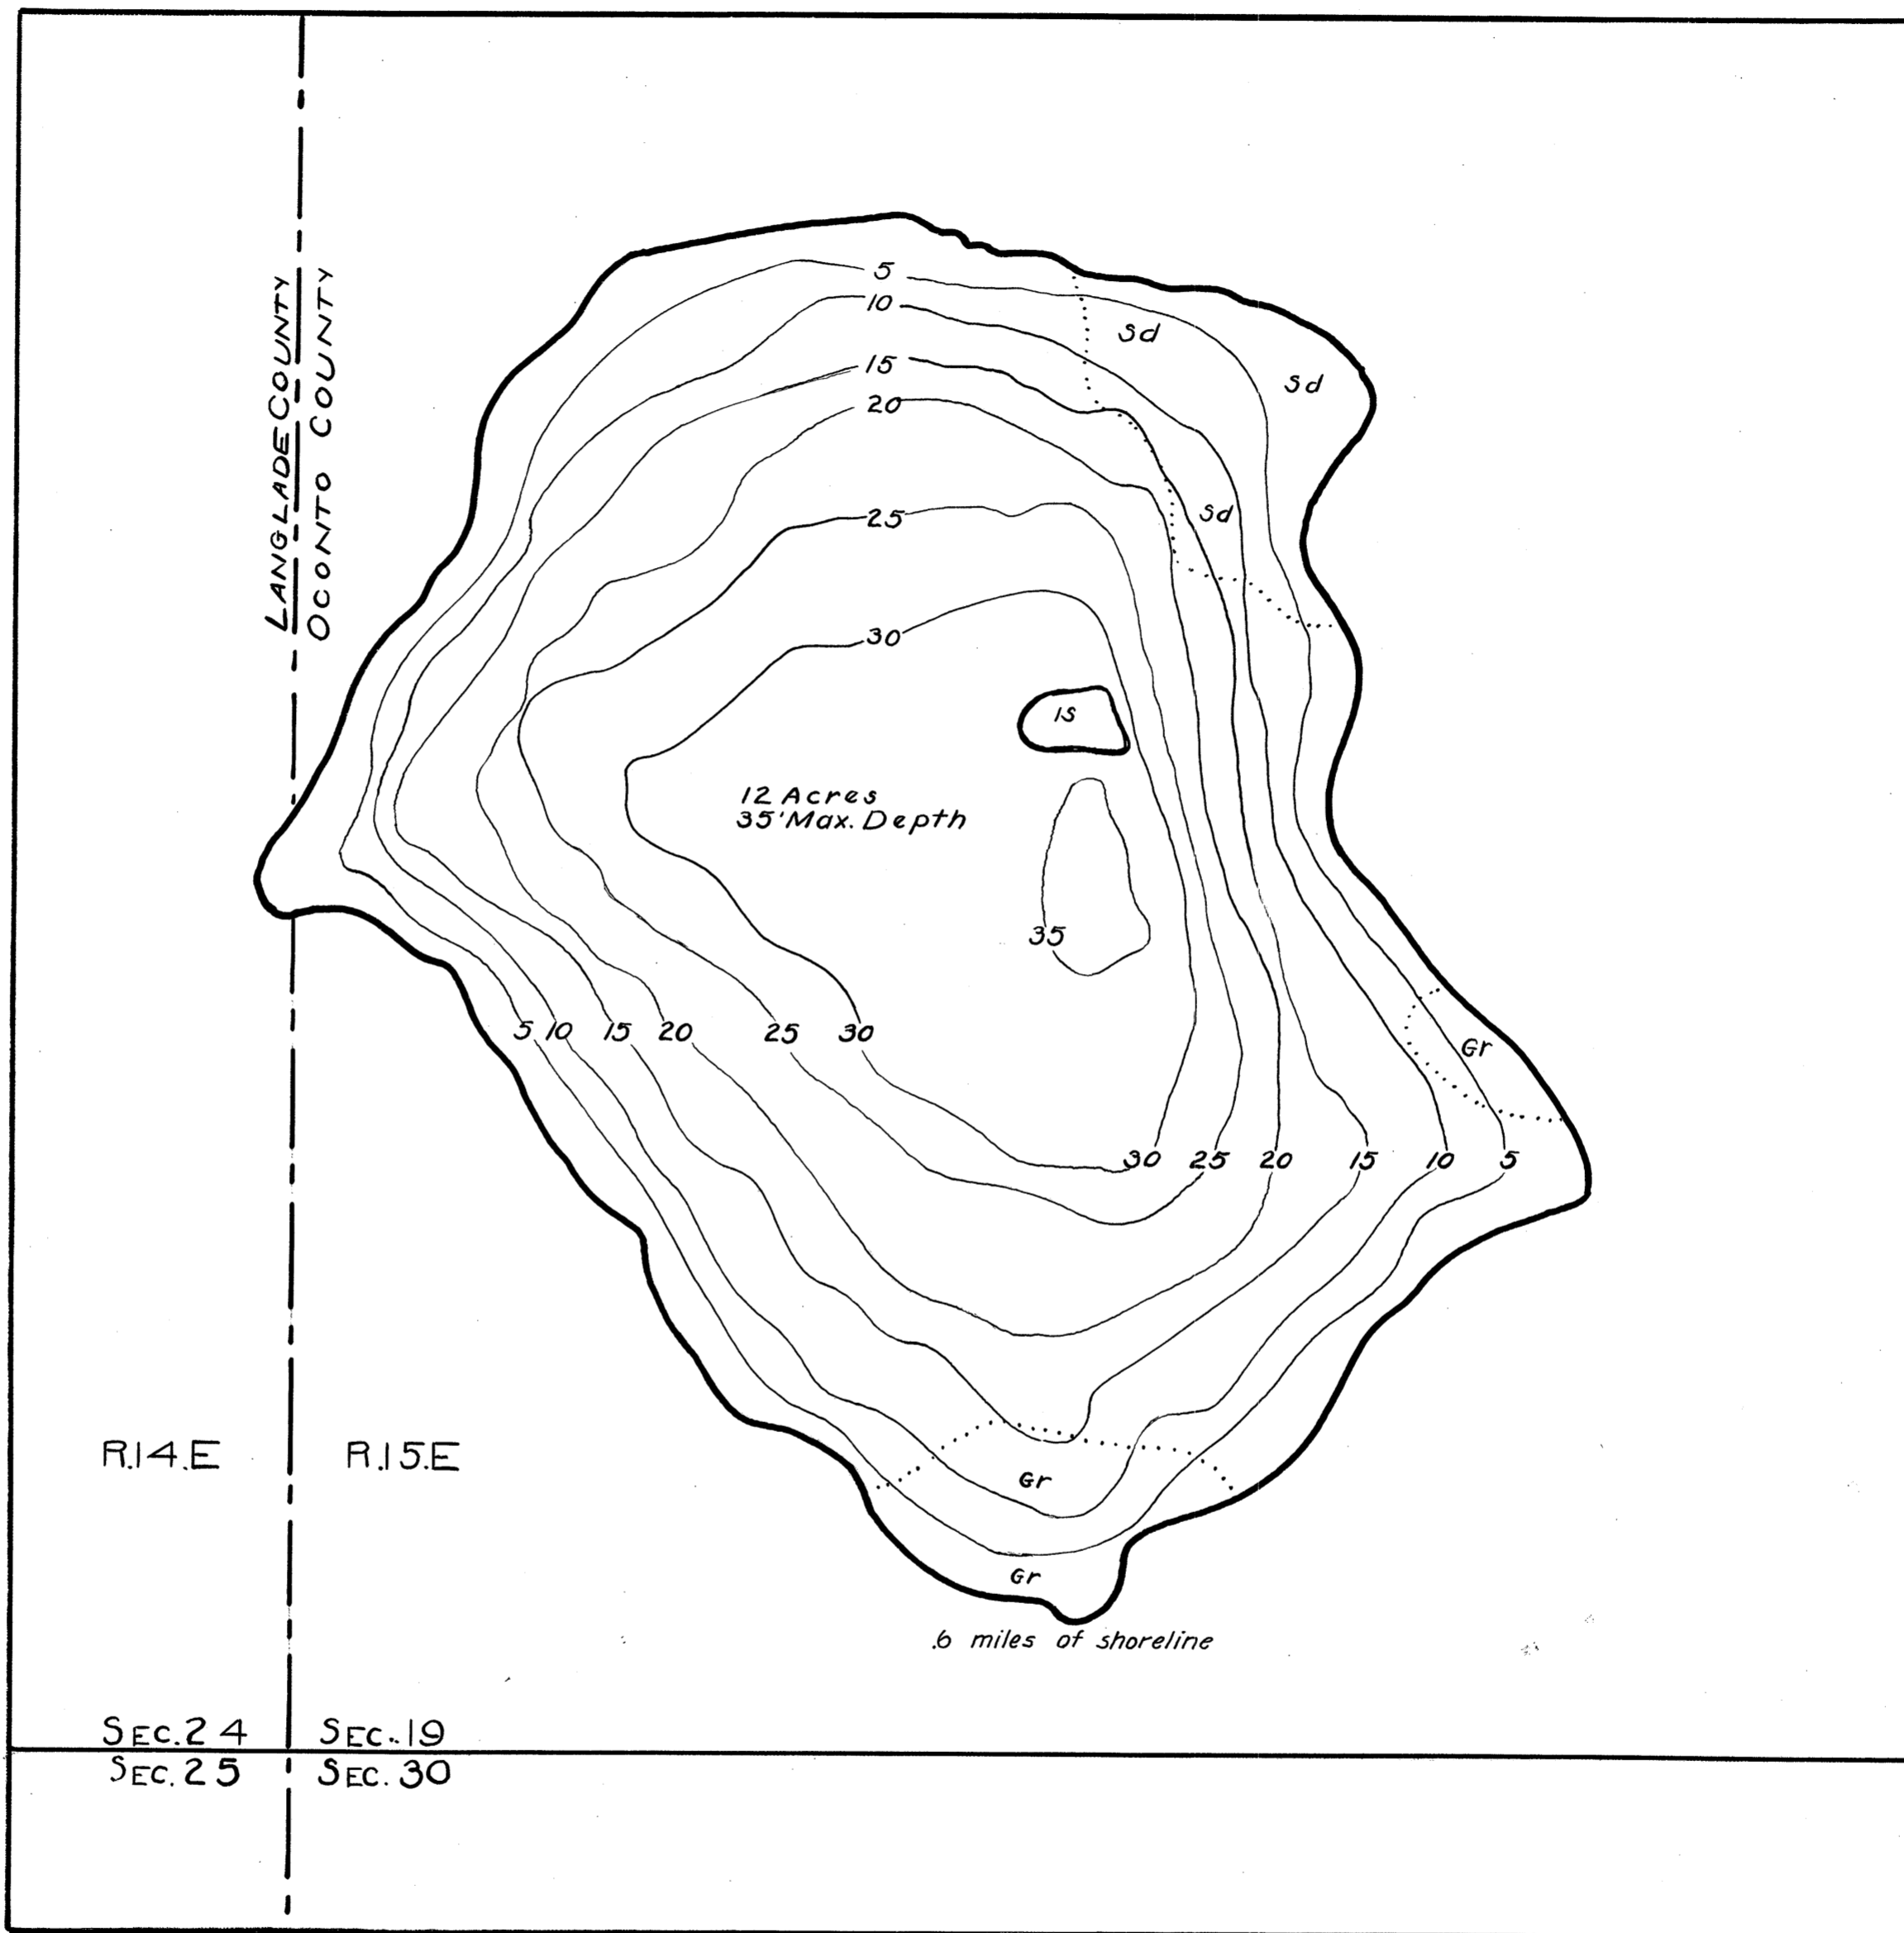 LANGLADE COUNTY
OCONTO COUNTY
5
10
15
20
25
30
Sd
Sd
Sd
IS
12 Acres
35' Max. Depth
35
5 10 15 20 25 30
Gr
30 25 20 15 10 5
R.14.E R.15.E
Gr
Gr
.6 miles of shoreline
SEC. 24 SEC. 19
SEC. 25 SEC. 30